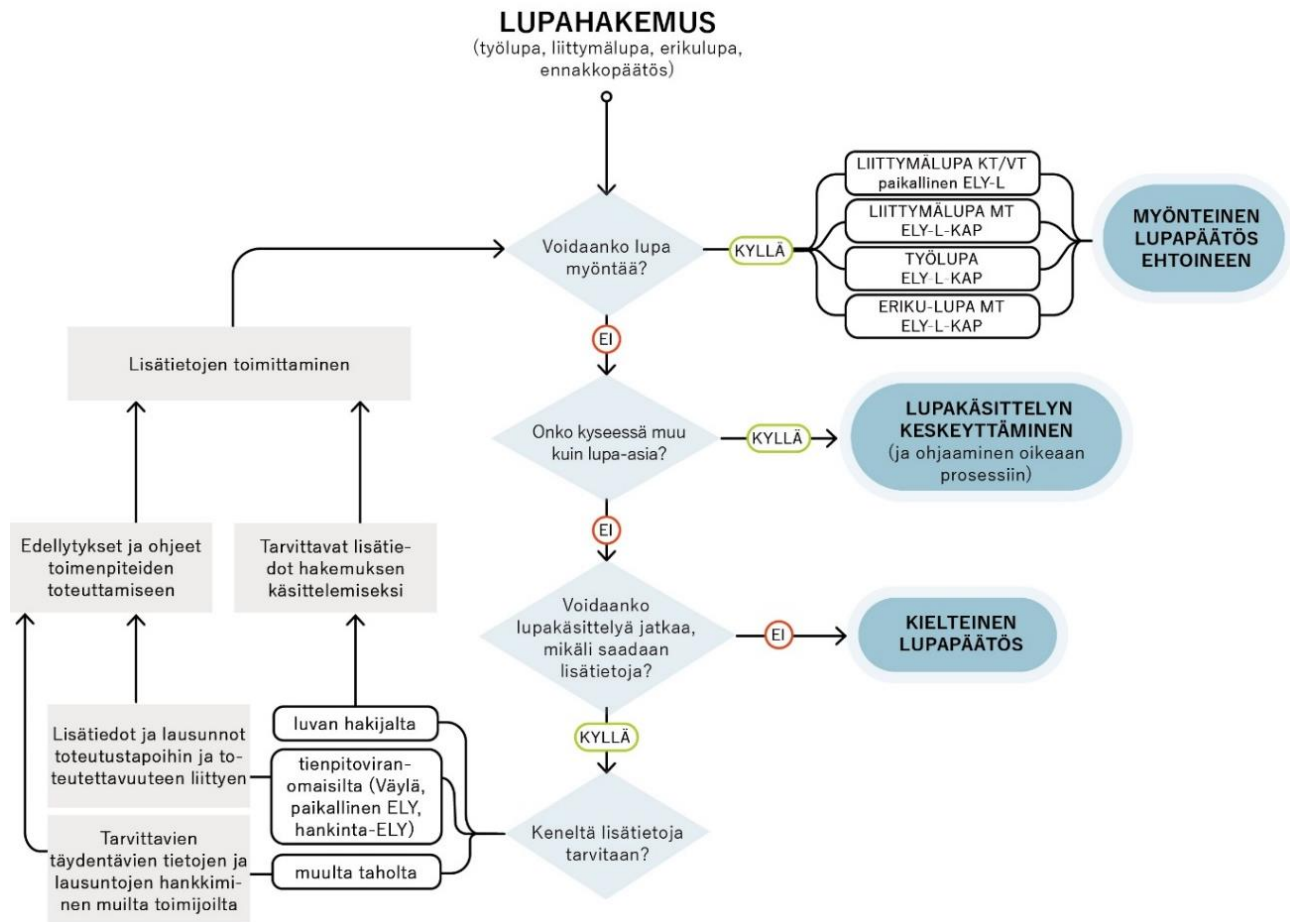 LUPAHAKEMUS
(työlupa, liittymälupa, erikulupa,
ennakkopäätös)
Voidaanko lupa
myöntää?
KYLLÄ
LIITTYMÄLUPA KT/VT
paikallinen ELY-L
LIITTYMÄLUPA MT
ELY-L-KAP
TYÖLUPA
ELY-L-KAP
ERIKU-LUPA MT
ELY-L-KAP
MYÖNTEINEN
LUPAPÄÄTÖS
EHTOINEEN
EI
Lisätietojen toimittaminen
Onko kyseessä muu
kuin lupa-asia?
KYLLÄ
LUPAKÄSITTELYN
KESKEYTTÄMINEN
(ja ohjaaminen oikeaan
prosessiin)
EI
Edellytykset ja ohjeet
toimenpiteiden
toteuttamiseen
Tarvittavat lisätie-
dot hakemuksen
käsittelemiseksi
Voidaanko
lupakäsittelyä jatkaa,
mikäli saadaan
lisätietoja?
EI
KIELTEINEN
LUPAPÄÄTÖS
KYLLÄ
Lisätiedot ja lausunnot
toteutustapoihin ja to-
teutettavuuteen liittyen
luvan hakijalta
tienpitoviran-
omaisilta (Väylä,
paikallinen ELY,
hankinta-ELY)
Keneltä lisätietoja
tarvitaan?
Tarvittavien
täydentävien tietojen ja
lausuntojen hankkimi-
nen muilta toimijoilta
muulta taholta